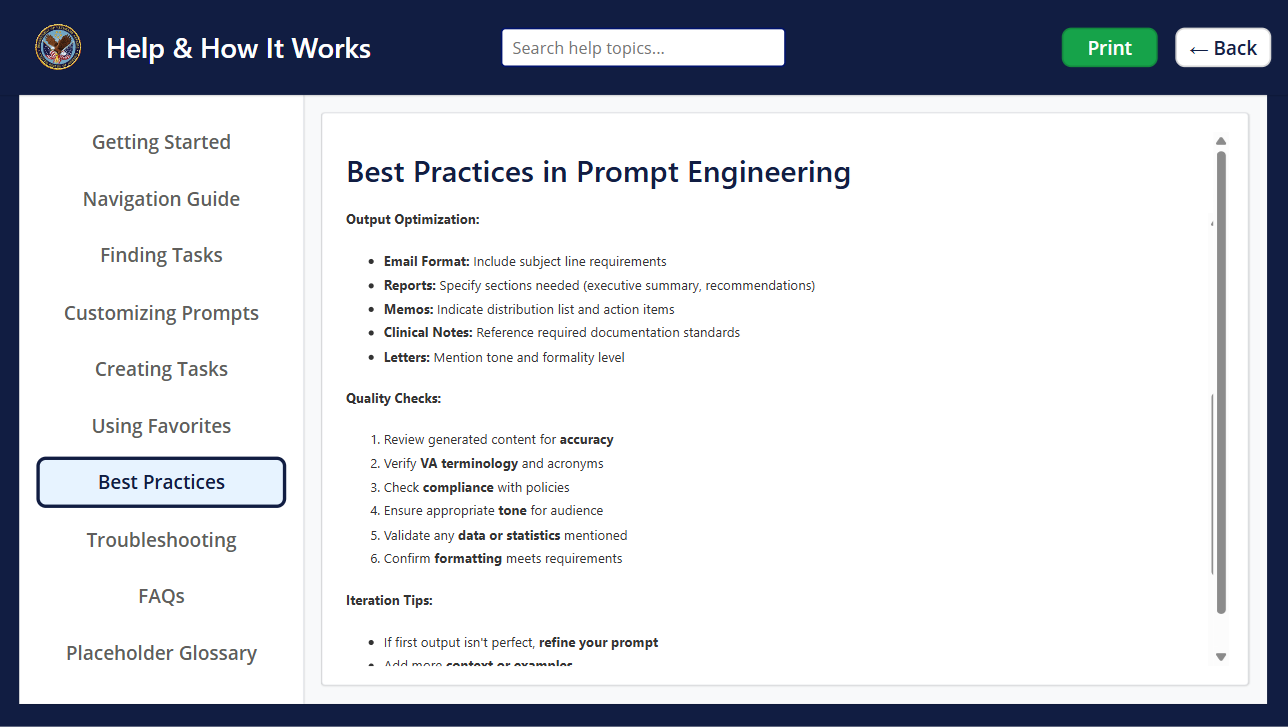 Help & How It Works
Search help topics...
Print
← Back
Getting Started
Navigation Guide
Finding Tasks
Customizing Prompts
Creating Tasks
Using Favorites
Best Practices
Troubleshooting
FAQs
Placeholder Glossary
Best Practices in Prompt Engineering
Output Optimization:
• Email Format: Include subject line requirements
• Reports: Specify sections needed (executive summary, recommendations)
• Memos: Indicate distribution list and action items
• Clinical Notes: Reference required documentation standards
• Letters: Mention tone and formality level
Quality Checks:
1. Review generated content for accuracy
2. Verify VA terminology and acronyms
3. Check compliance with policies
4. Ensure appropriate tone for audience
5. Validate any data or statistics mentioned
6. Confirm formatting meets requirements
Iteration Tips:
• If first output isn't perfect, refine your prompt
• Add more context or examples